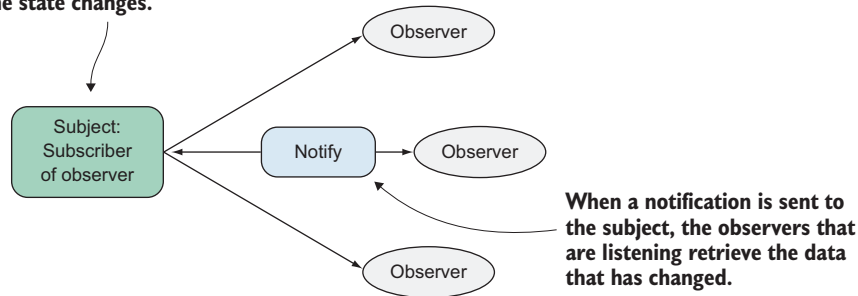 the state changes.
Observer
Subject:
Subscriber
of observer
Notify
Observer
When a notification is sent to
the subject, the observers that
are listening retrieve the data
that has changed.
Observer